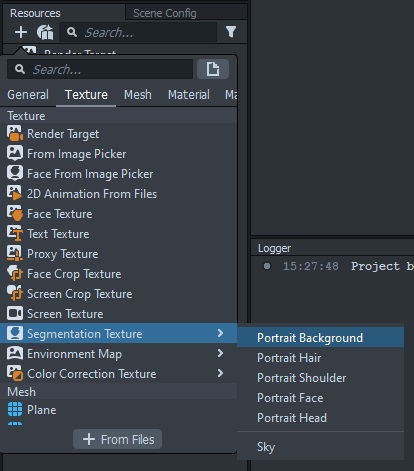 Resources
Scene Config
Search...
Render Target
Search...
General Texture Mesh Material Ma
Texture
Render Target
From Image Picker
Face From Image Picker
2D Animation From Files
Face Texture
Text Texture
Proxy Texture
Face Crop Texture
Screen Crop Texture
Screen Texture
Segmentation Texture
Environment Map
Color Correction Texture
Mesh
Plane
From Files
Logger
15:27:48 Project b
Portrait Background
Portrait Hair
Portrait Shoulder
Portrait Face
Portrait Head
Sky